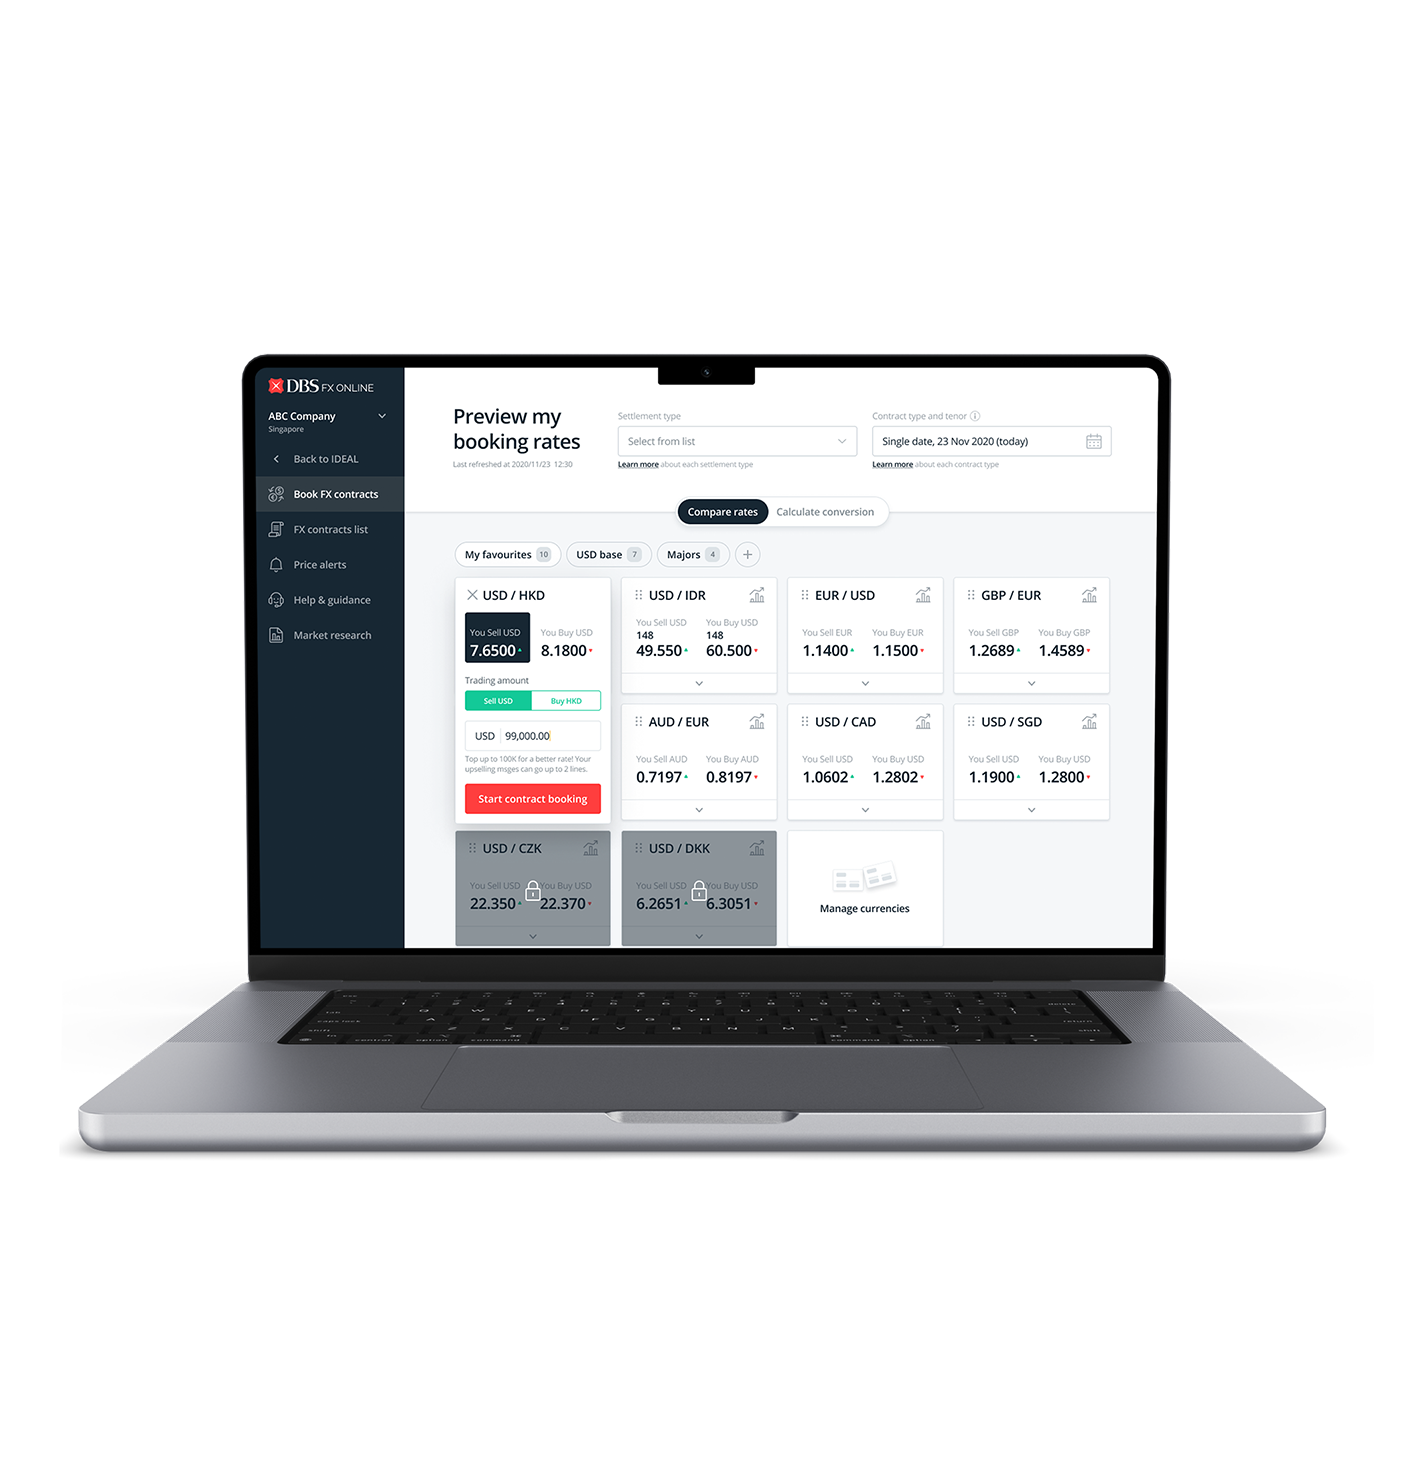 DBS FX ONLINE
ABC Company
Singapore
Back to IDEAL
Book FX contracts
FX contracts list
Price alerts
Help & guidance
Market research
Preview my
booking rates
Last refreshed at 2020/11/23 12:30
Settlement type
Select from list
Learn more about each settlement type
Contract type and tenor
Single date, 23 Nov 2020 (today)
Learn more about each contract type
Compare rates
Calculate conversion
My favourites 10
USD base 7
Majors 4
USD / HKD
You Sell USD
7.6500
You Buy USD
8.1800
Trading amount
Sell USD
Buy HKD
USD 99,000.00
Top up to 100K for a better rate! Your
upselling msges can go up to 2 lines.
Start contract booking
USD / IDR
You Sell USD
148
49.550
You Buy USD
148
60.500
EUR / USD
You Sell EUR
1.1400
You Buy EUR
1.1500
GBP / EUR
You Sell GBP
1.2689
You Buy GBP
1.4589
AUD / EUR
You Sell AUD
0.7197
You Buy AUD
0.8197
USD / CAD
You Sell USD
1.0602
You Buy USD
1.2802
USD / SGD
You Sell USD
1.1900
You Buy USD
1.2800
USD / CZK
You Sell USD
22.350
You Buy USD
22.370
USD / DKK
You Sell USD
6.2651
You Buy USD
6.3051
Manage currencies